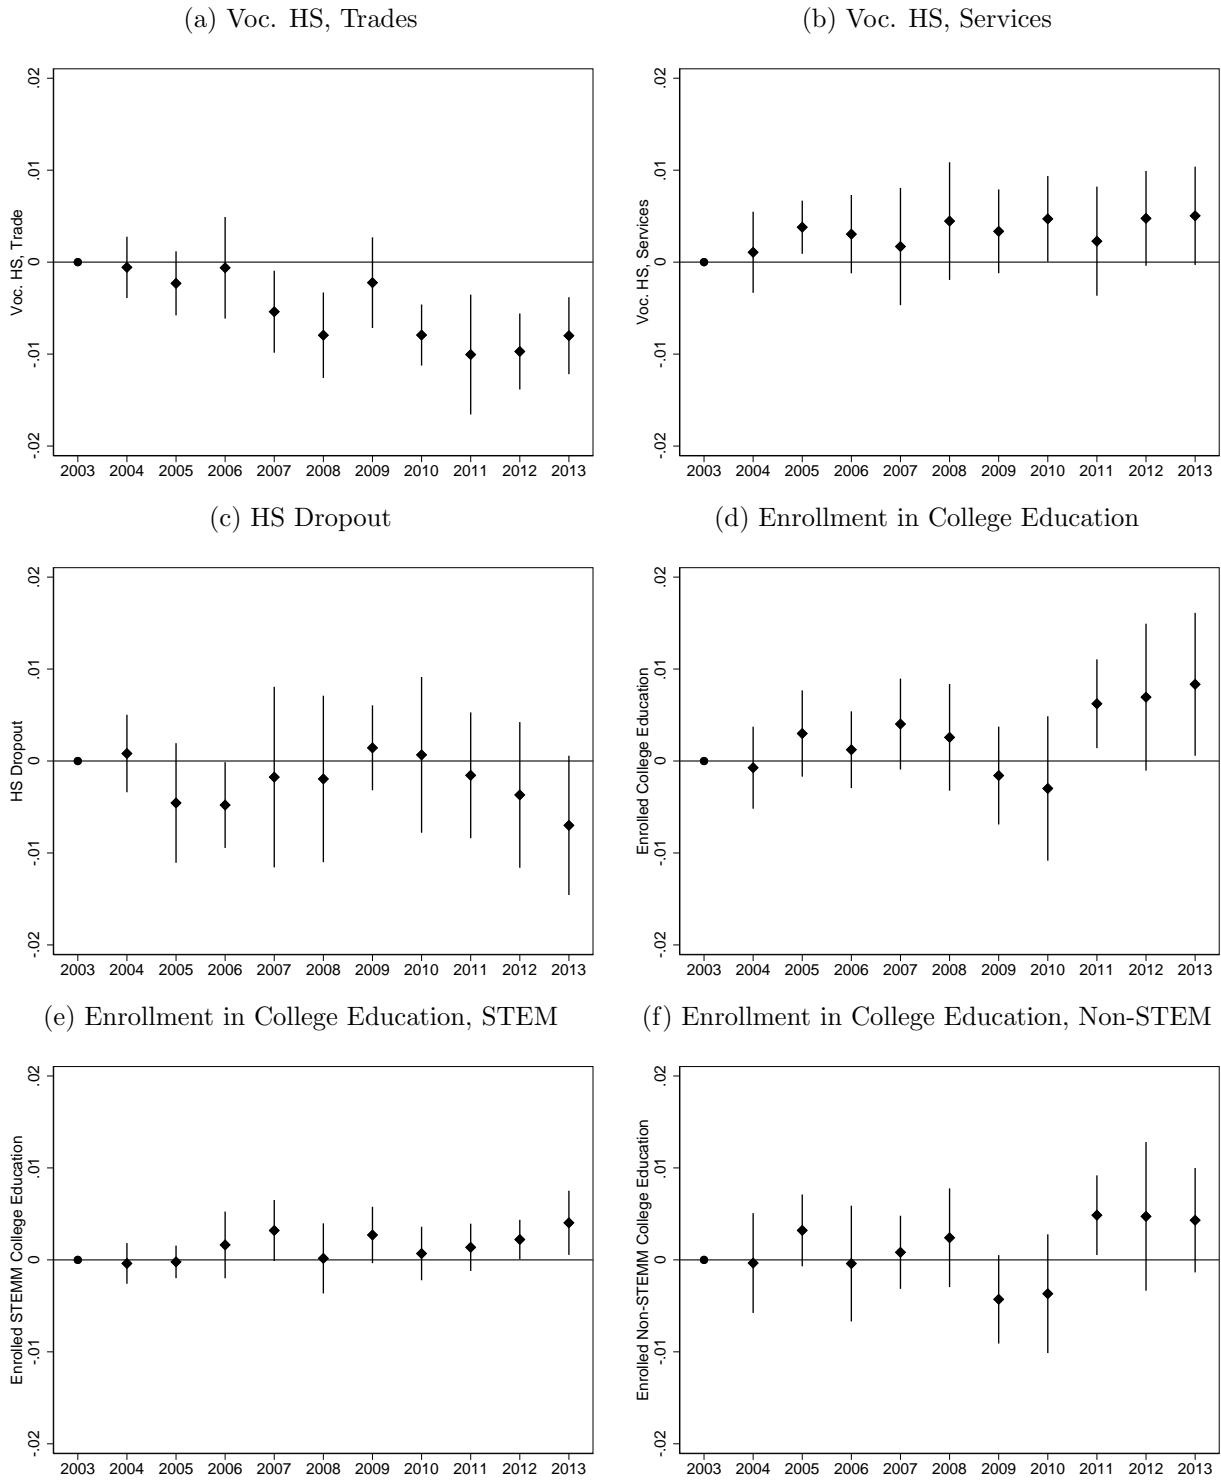 (a) Voc. HS, Trades
(b) Voc. HS, Services
Voc. HS, Trade
.02
.01
0
-.01
-.02
2003 2004 2005 2006 2007 2008 2009 2010 2011 2012 2013
Voc. HS, Services
.02
.01
0
-.01
-.02
2003 2004 2005 2006 2007 2008 2009 2010 2011 2012 2013
(c) HS Dropout
(d) Enrollment in College Education
HS Dropout
.02
.01
0
-.01
-.02
2003 2004 2005 2006 2007 2008 2009 2010 2011 2012 2013
Enrolled College Education
.02
.01
0
-.01
-.02
2003 2004 2005 2006 2007 2008 2009 2010 2011 2012 2013
(e) Enrollment in College Education, STEM
(f) Enrollment in College Education, Non-STEM
Enrolled STEMM College Education
.02
.01
0
-.01
-.02
2003 2004 2005 2006 2007 2008 2009 2010 2011 2012 2013
Enrolled Non-STEMM College Education
.02
.01
0
-.01
-.02
2003 2004 2005 2006 2007 2008 2009 2010 2011 2012 2013